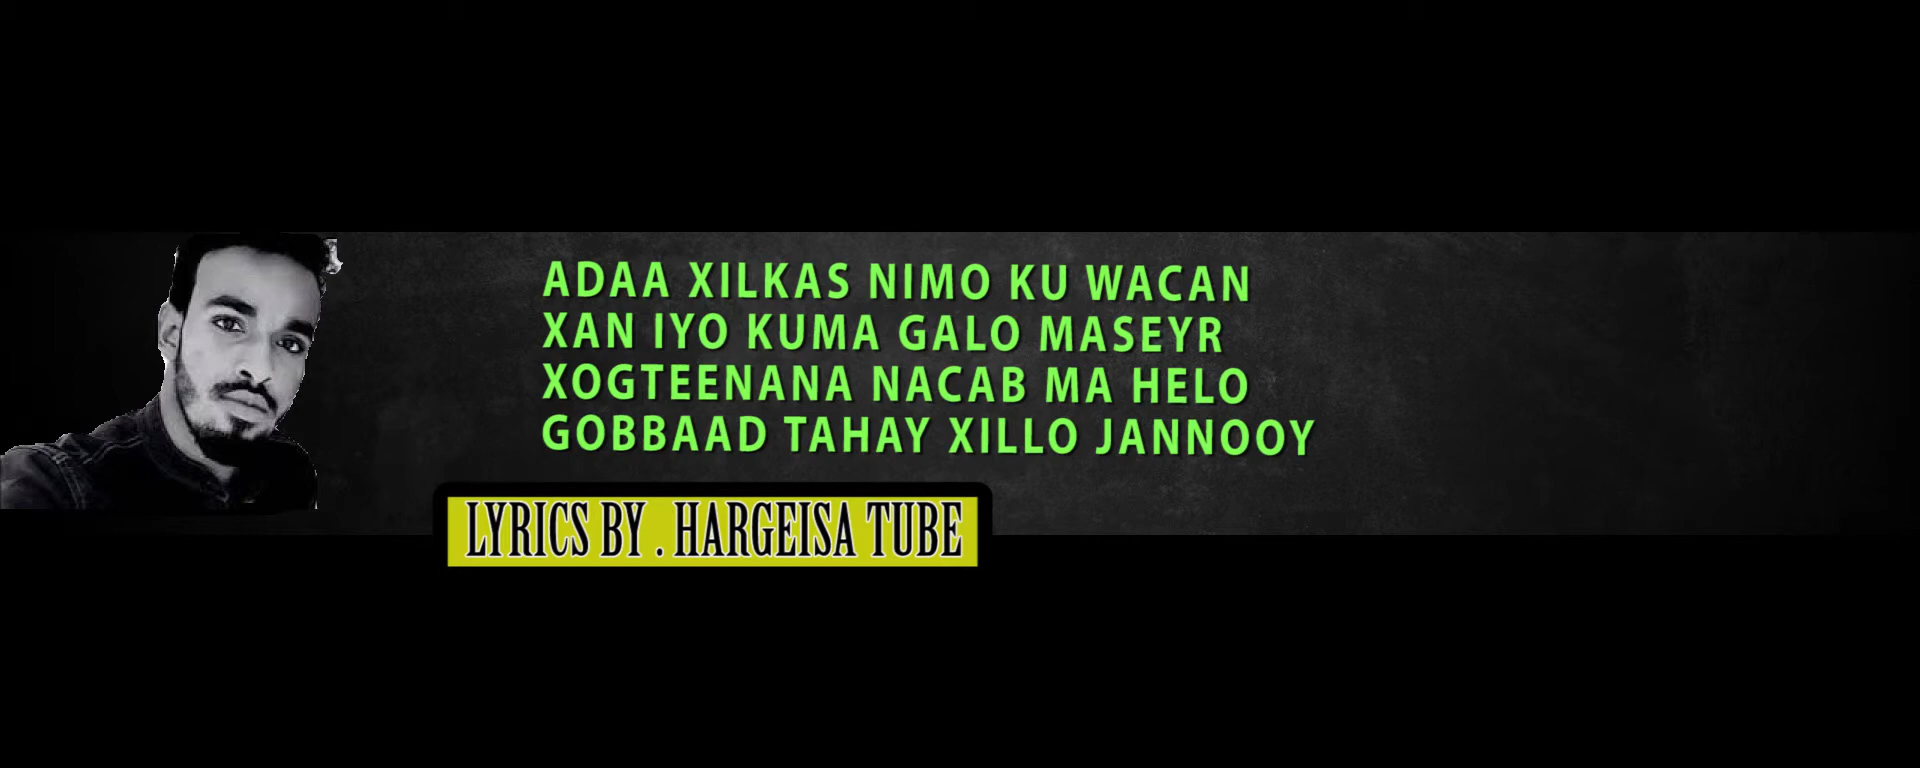 ADAA XILKAS NIMO KU WACAN
XAN IYO KUMA GALO MASEYR
XOGTEENANA NACAB MA HELO
GOBBAAD TAHAY XILLO JANNOOY
LYRICS BY . HARGEISA TUBE